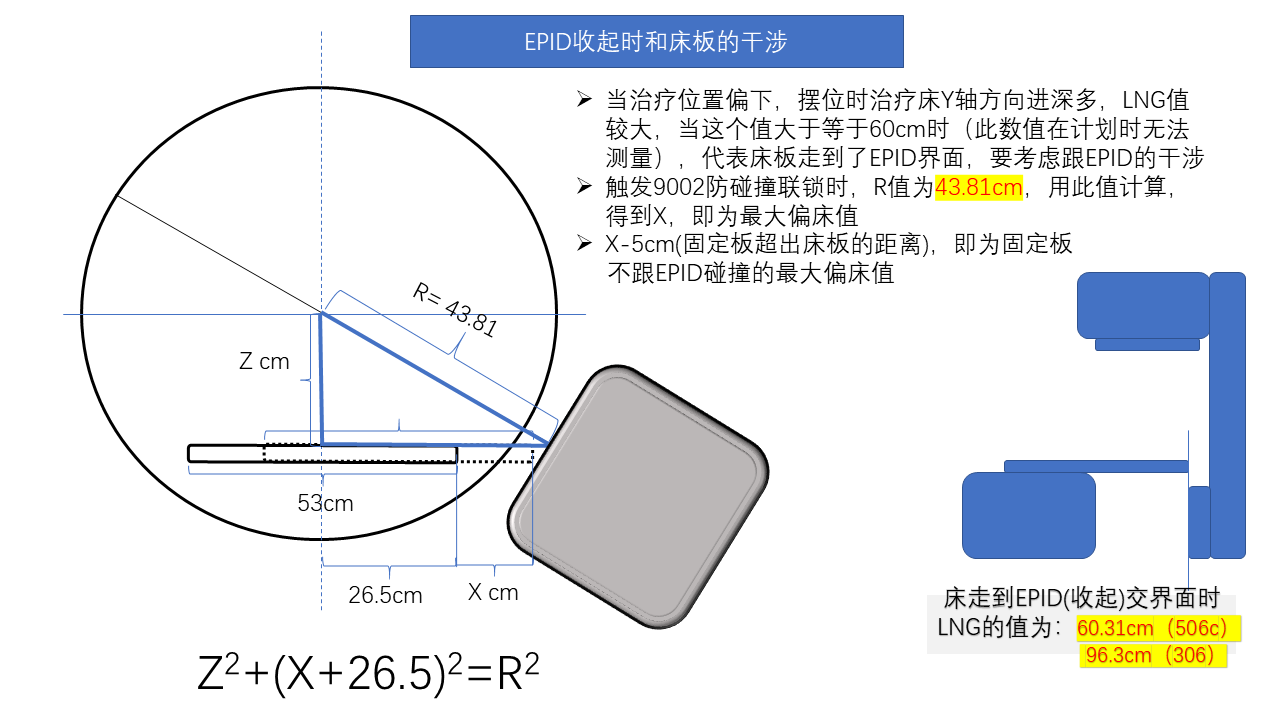 EPID收起时和床板的干涉
➢ 当治疗位置偏下，摆位时治疗床Y轴方向进深多，LNG值
较大，当这个值大于等于60cm时（此数值在计划时无法
测量），代表床板走到了EPID界面，要考虑跟EPID的干涉
➢ 触发9002防碰撞联锁时，R值为43.81cm，用此值计算，
得到X，即为最大偏床值
➢ X-5cm(固定板超出床板的距离)，即为固定板
不跟EPID碰撞的最大偏床值
R= 43.81
Z cm
53cm
26.5cm
X cm
Z²+(X+26.5)²=R²
床走到EPID(收起)交界面时
LNG的值为：60.31cm（506c）
96.3cm（306）